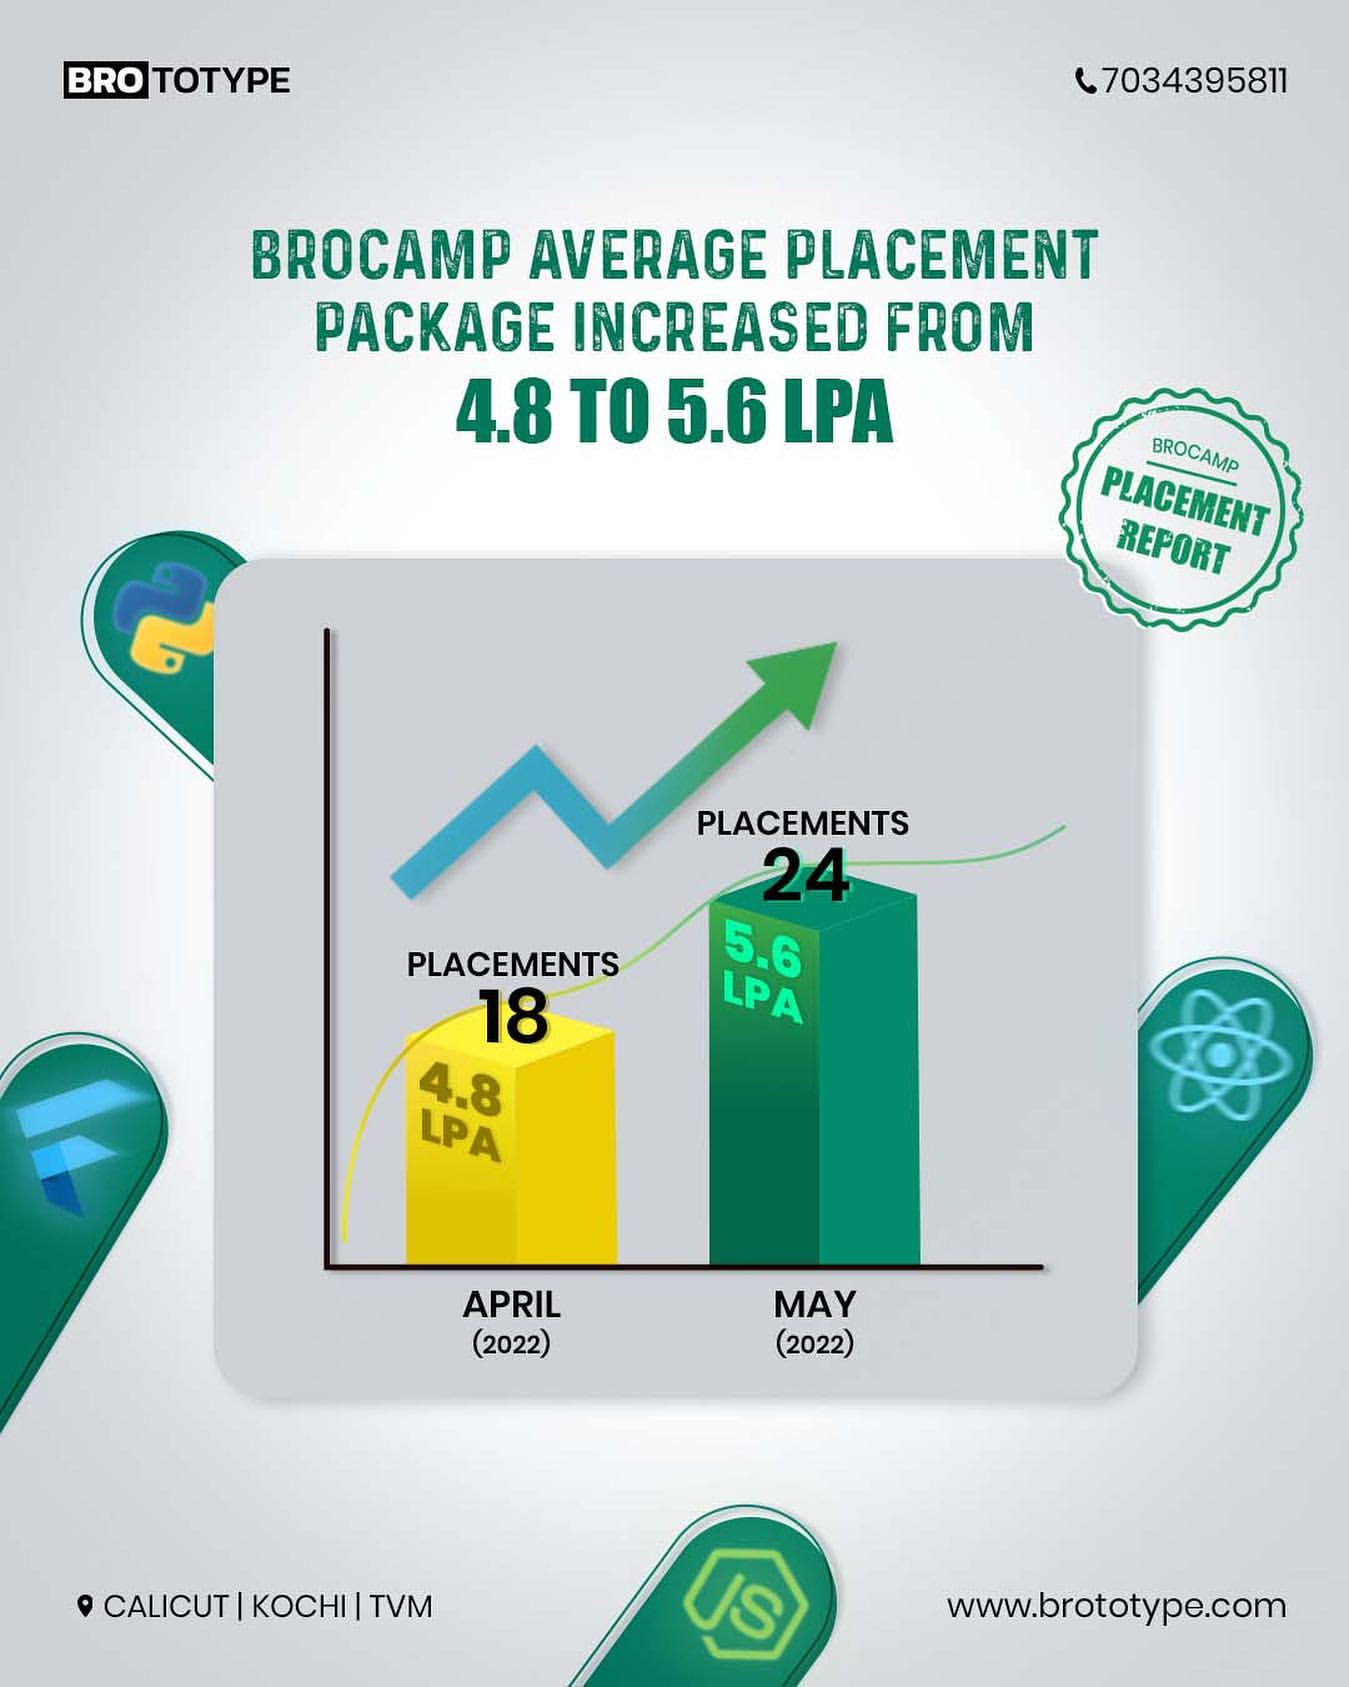 BROTOTYPE
7034395811
BROCAMP AVERAGE PLACEMENT
PACKAGE INCREASED FROM
4.8 TO 5.6 LPA
BROCAMP
PLACEMENT
REPORT
PLACEMENTS
24
5.6
LPA
PLACEMENTS
18
4.8
LPA
APRIL
(2022)
MAY
(2022)
JS
CALICUT | KOCHI | TVM
www.brototype.com